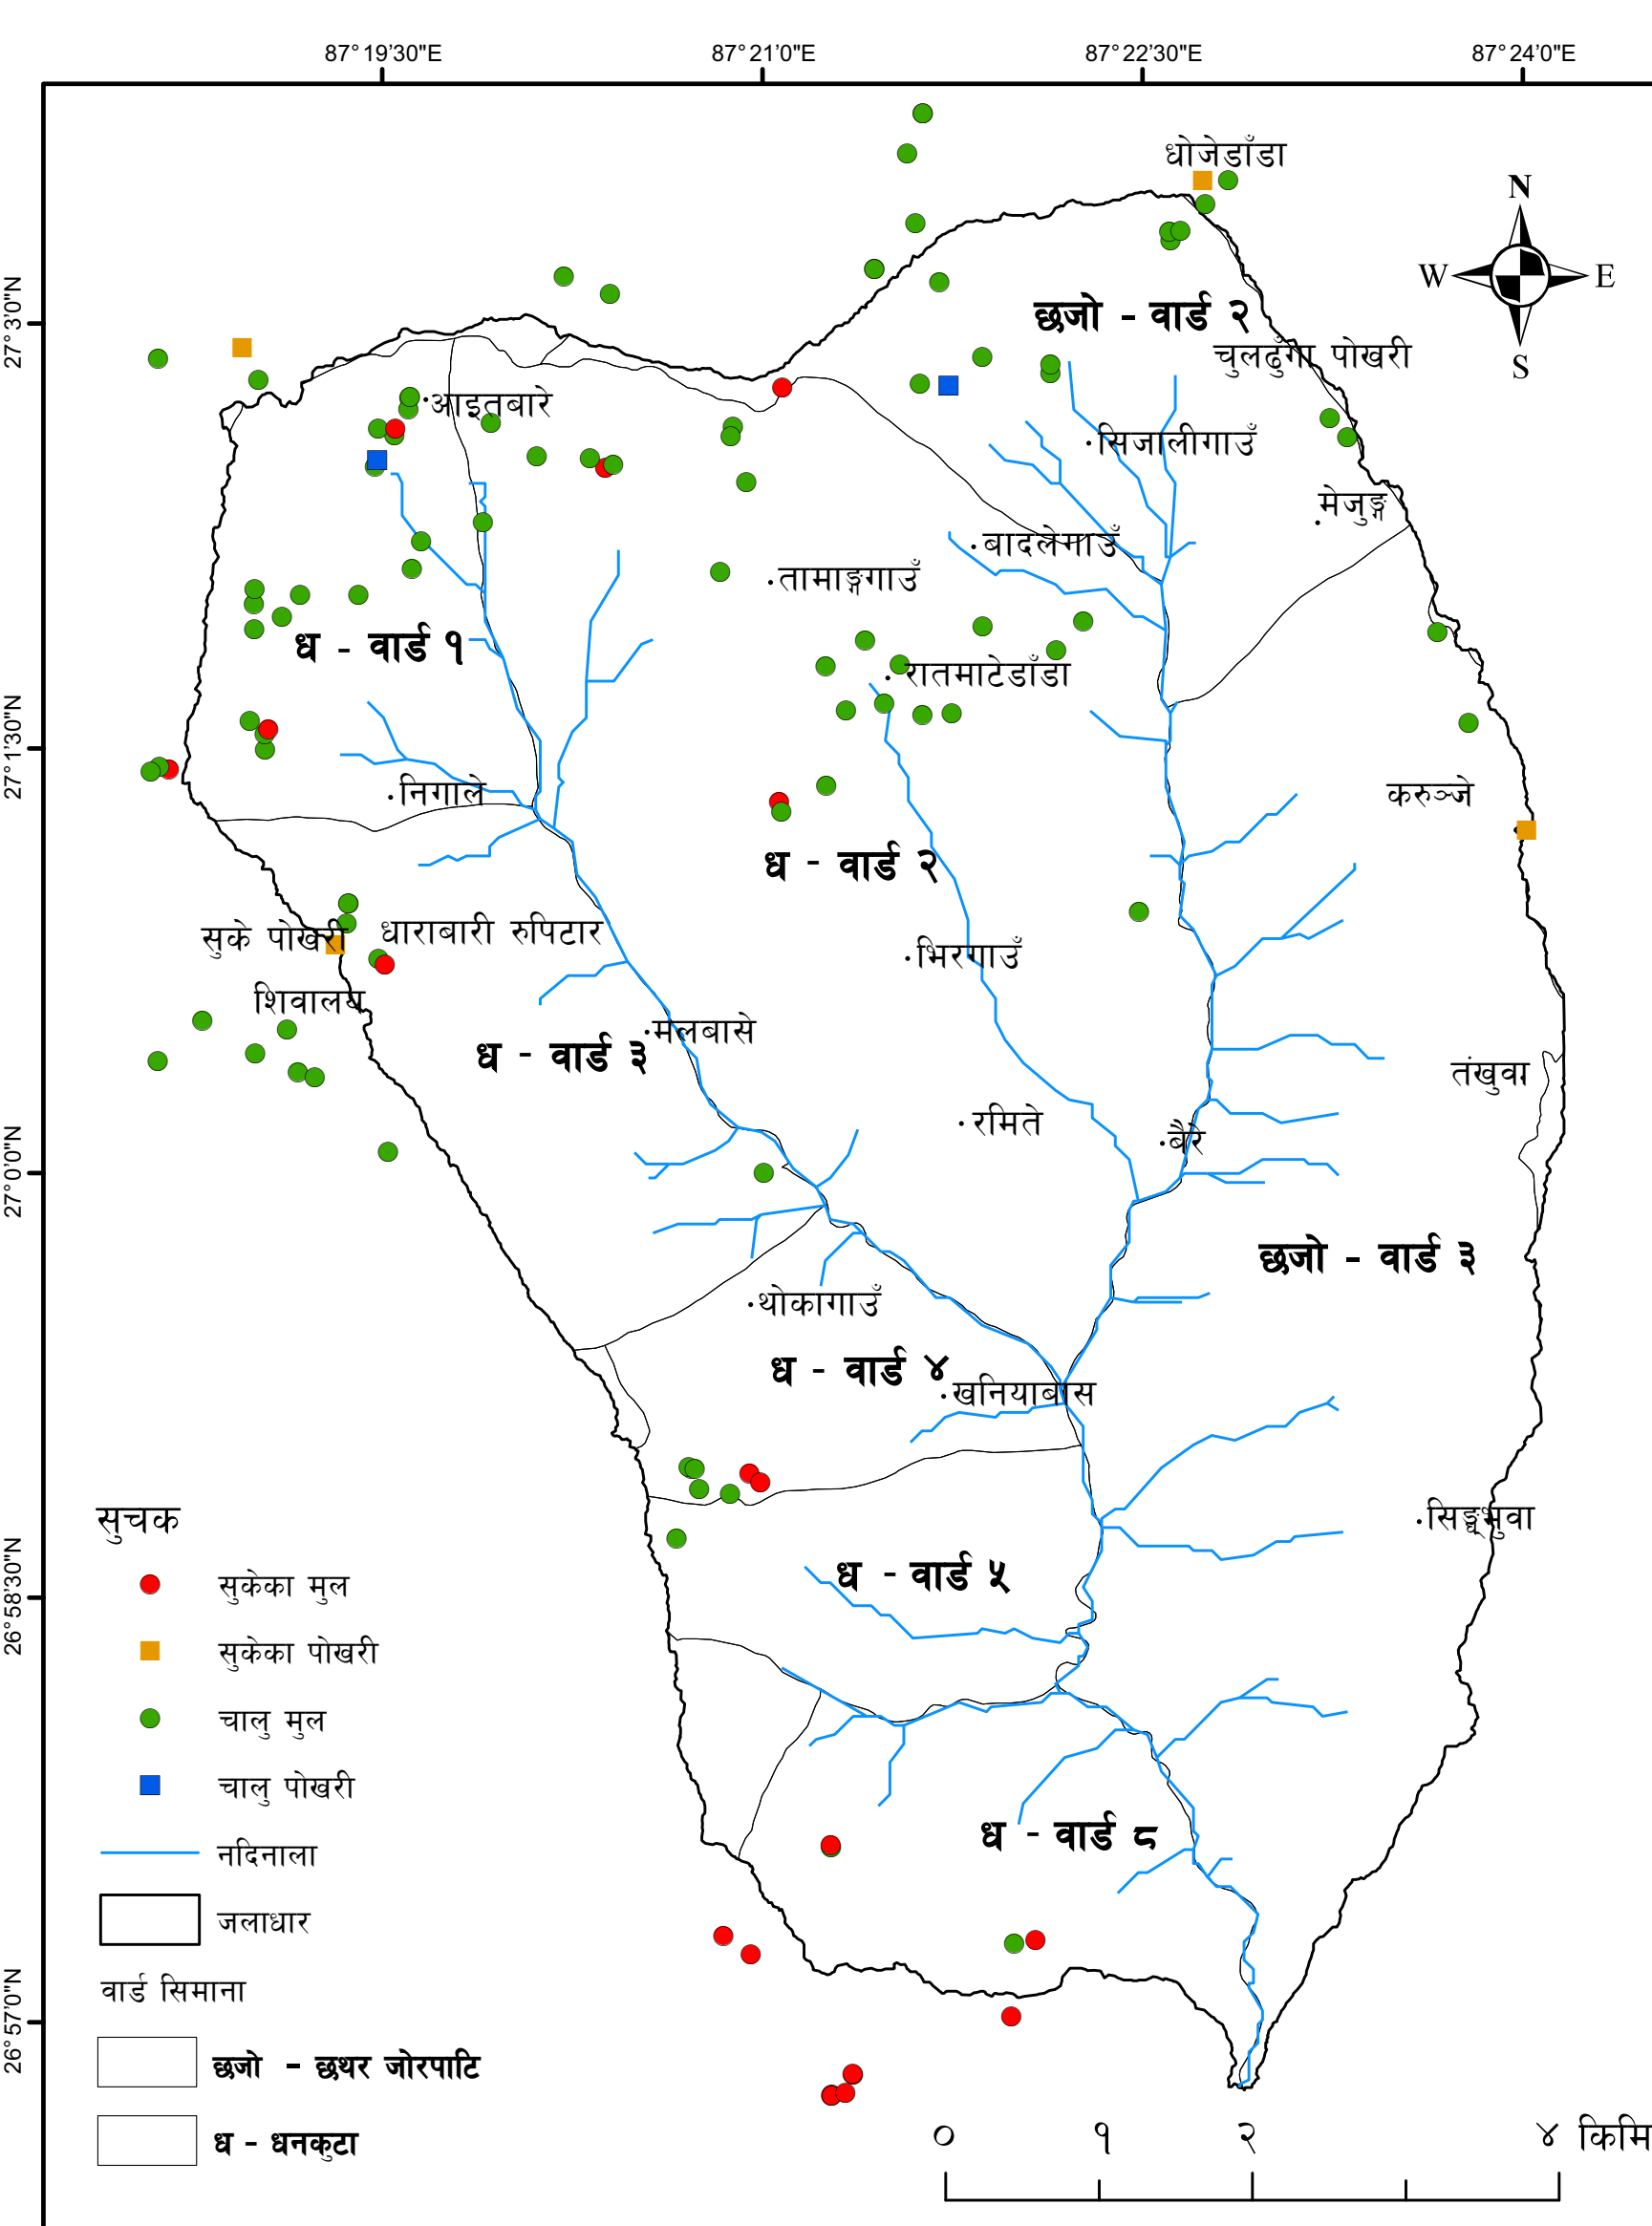 87°19'30"E 87°21'0"E 87°22'30"E 87°24'0"E
धोजेडाँडा
N
W E
S
27°3'0"N
छजो - वार्ड २
चुलढुंगा पोखरी
आइतबारे
सिजालीगाउँ
मेजुङ्ग
बादलेगाउँ
तामाङ्गगाउँ
ध - वार्ड १
रातमाटेडाँडा
27°1'30"N
निगाले
करुञ्जे
ध - वार्ड २
सुके पोखरी
धाराबारी रुपिटार
भिरगाउँ
शिवालय
मलबासे
ध - वार्ड ३
तंखुवा
रमिते
बैरे
27°0'0"N
छजो - वार्ड ३
थोकागाउँ
ध - वार्ड ४
खनियाबास
सुचक
सिङ्घभुवा
ध - वार्ड ५
सुकेका मुल
26°58'30"N
सुकेका पोखरी
चालु मुल
चालु पोखरी
ध - वार्ड ८
नदिनाला
जलाधार
वार्ड सिमाना
26°57'0"N
छजो - छथर जोरपाटि
ध - धनकुटा
० १ २ ४ किमि